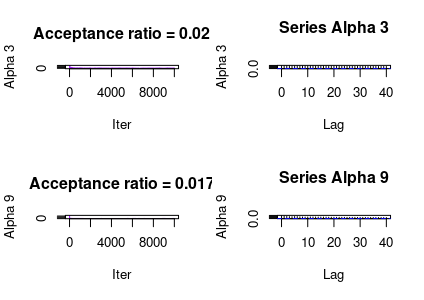 Acceptance ratio = 0.02
Series Alpha 3
Alpha 3
0
0 4000 8000
Iter
Alpha 3
0.0
0 10 20 30 40
Lag
Acceptance ratio = 0.017
Series Alpha 9
Alpha 9
0
0 4000 8000
Iter
Alpha 9
0.0
0 10 20 30 40
Lag